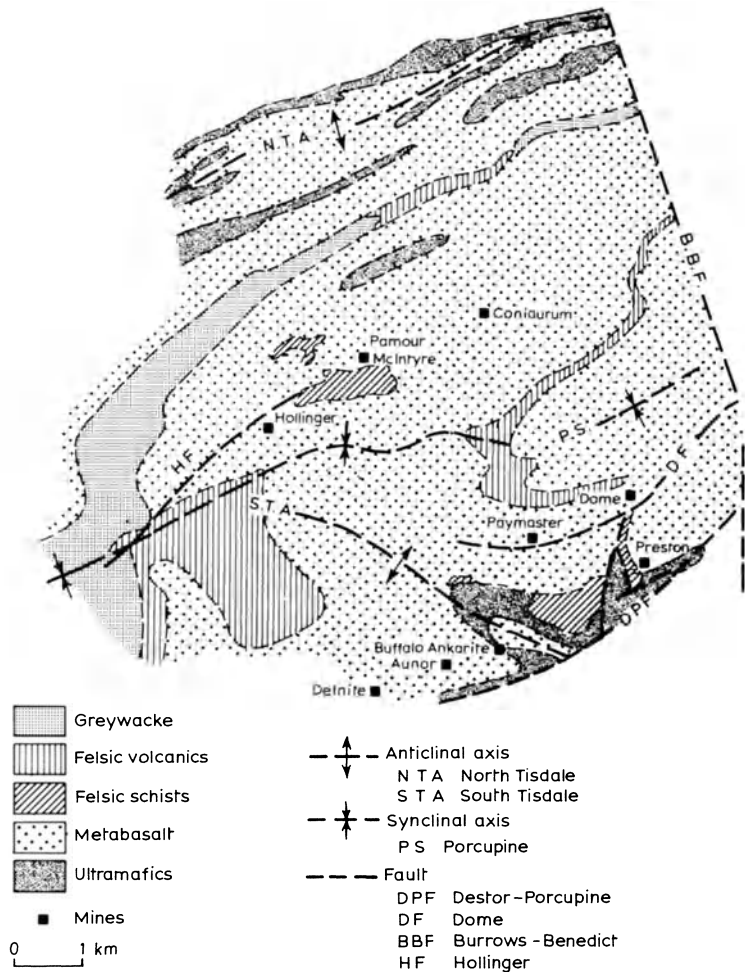 N T A
B B F
Coniaurum
Pamour
McIntyre
Hollinger
H F
P S
D F
S T A
Dome
Paymaster
Preston
D P F
Buffalo Ankarite
Aunor
Delnite
Greywacke
Felsic volcanics
Felsic schists
Metabasalt
Ultramafics
Mines
0 1 km
Anticlinal axis
N T A North Tisdale
S T A South Tisdale
Synclinal axis
P S Porcupine
Fault
DPF Destor-Porcupine
DF Dome
BBF Burrows-Benedict
HF Hollinger